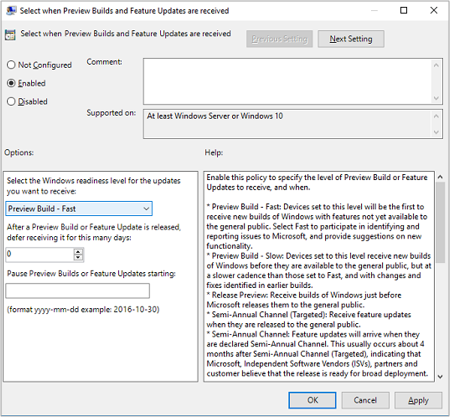 Select when Preview Builds and Feature Updates are received
Select when Preview Builds and Feature Updates are received
Previous Setting
Next Setting
Not Configured
Enabled
Disabled
Comment:
Supported on:
At least Windows Server or Windows 10
Options:
Help:
Select the Windows readiness level for the updates
you want to receive:
Preview Build - Fast
After a Preview Build or Feature Update is released,
defer receiving it for this many days:
0
Pause Preview Builds or Feature Updates starting:
(format yyyy-mm-dd example: 2016-10-30)
Enable this policy to specify the level of Preview Build or Feature
Updates to receive, and when.
* Preview Build - Fast: Devices set to this level will be the first to
receive new builds of Windows with features not yet available to
the general public. Select Fast to participate in identifying and
reporting issues to Microsoft, and provide suggestions on new
functionality.
* Preview Build - Slow: Devices set to this level receive new builds
of Windows before they are available to the general public, but at
a slower cadence than those set to Fast, and with changes and
fixes identified in earlier builds.
* Release Preview: Receive builds of Windows just before
Microsoft releases them to the general public.
* Semi-Annual Channel (Targeted): Receive feature updates
when they are released to the general public.
* Semi-Annual Channel: Feature updates will arrive when they
are declared Semi-Annual Channel. This usually occurs about 4
months after Semi-Annual Channel (Targeted), indicating that
Microsoft, Independent Software Vendors (ISVs), partners and
customer believe that the release is ready for broad deployment.
OK
Cancel
Apply